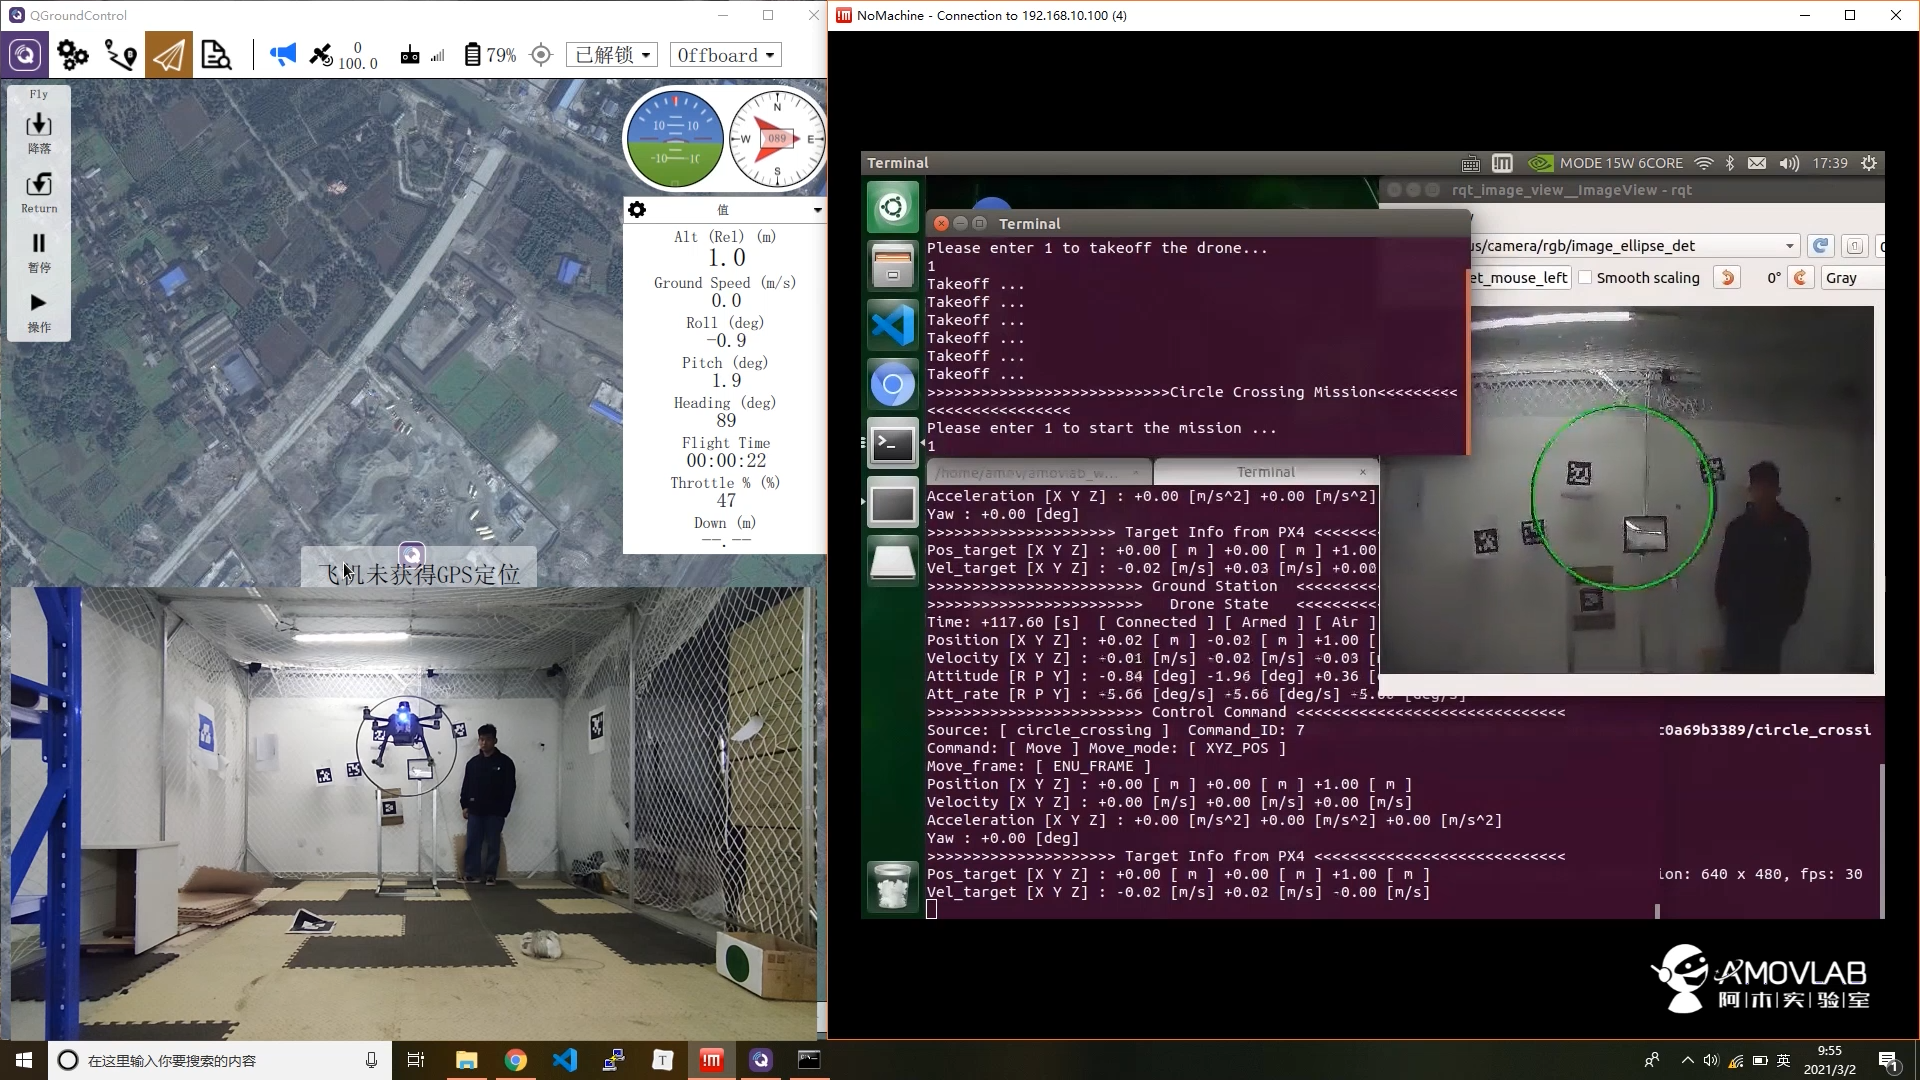 QGroundControl
0
100.0
79%
已解锁
Offboard
Fly
降落
Return
暂停
操作
10 10
-10 10
N
W 089 E
S
值
Alt (Rel) (m)
1.0
Ground Speed (m/s)
0.0
Roll (deg)
-0.9
Pitch (deg)
1.9
Heading (deg)
89
Flight Time
00:00:22
Throttle % (%)
47
Down (m)
--.--
飞机未获得GPS定位
NoMachine - Connection to 192.168.10.100 (4)
Terminal
MODE 15W 6CORE
17:39
rqt_image_view__ImageView - rqt
us/camera/rgb/image_ellipse_det
et_mouse_left
Smooth scaling
0°
Gray
Terminal
Please enter 1 to takeoff the drone...
1
Takeoff ...
Takeoff ...
Takeoff ...
Takeoff ...
Takeoff ...
Takeoff ...
>>>>>>>>>>>>>>>>>>>>>>>>>>>Circle Crossing Mission<<<<<<<<<
<<<<<<<<<<<<<<<<
Please enter 1 to start the mission ...
1
/home/amov/amovlab_w...
Terminal
Acceleration [X Y Z] : +0.00 [m/s^2] +0.00 [m/s^2]
Yaw : +0.00 [deg]
>>>>>>>>>>>>>>>>>>>>> Target Info from PX4 <<<<<<<
Pos_target [X Y Z] : +0.00 [ m ] +0.00 [ m ] +1.00
Vel_target [X Y Z] : -0.02 [m/s] +0.03 [m/s] +0.00
>>>>>>>>>>>>>>>>>>>>>>>> Ground Station <<<<<<<<<
>>>>>>>>>>>>>>>>>>>>>>>> Drone State <<<<<<<<<
Time: +117.60 [s] [ Connected ] [ Armed ] [ Air ]
Position [X Y Z] : +0.02 [ m ] -0.02 [ m ] +1.00 [
Velocity [X Y Z] : -0.01 [m/s] -0.02 [m/s] +0.03 [
Attitude [R P Y] : -0.84 [deg] -1.96 [deg] +0.36 [
Att_rate [R P Y] : +5.66 [deg/s] +5.66 [deg/s]
>>>>>>>>>>>>>>>>>>>>>>>> Control Command <<<<<<<<<<<<<<<<<<<<<<<<<<<<<<
Source: [ circle_crossing ] Command_ID: 7
Command: [ Move ] Move_mode: [ XYZ_POS ]
Move_frame: [ ENU_FRAME ]
Position [X Y Z] : +0.00 [ m ] +0.00 [ m ] +1.00 [ m ]
Velocity [X Y Z] : +0.00 [m/s] +0.00 [m/s] +0.00 [m/s]
Acceleration [X Y Z] : +0.00 [m/s^2] +0.00 [m/s^2] +0.00 [m/s^2]
Yaw : +0.00 [deg]
>>>>>>>>>>>>>>>>>>>>> Target Info from PX4 <<<<<<<<<<<<<<<<<<<<<<<<<<<<
Pos_target [X Y Z] : +0.00 [ m ] +0.00 [ m ] +1.00 [ m ]
Vel_target [X Y Z] : -0.02 [m/s] +0.02 [m/s] -0.00 [m/s]
c0a69b3389/circle_crossi
ion: 640 x 480, fps: 30
AMOVLAB
阿木实验室
在这里输入你要搜索的内容
英
9:55
2021/3/2
1